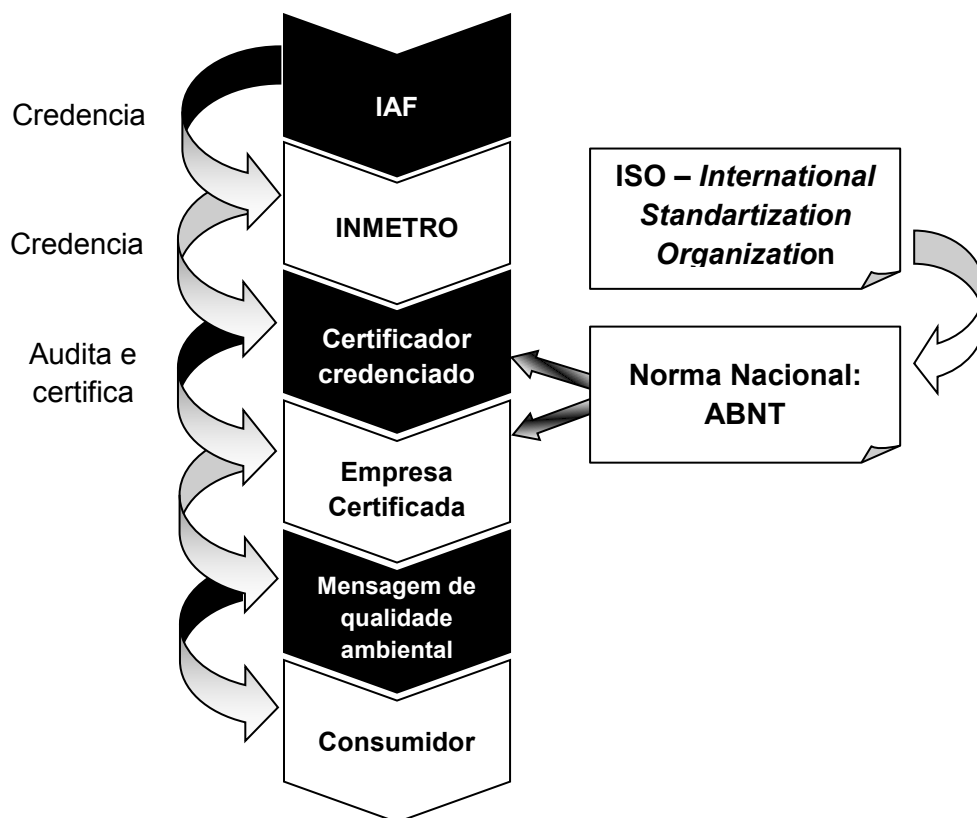 IAF
Credencia
INMETRO
Credencia
Certificador
credenciado
Audita e
certifica
Empresa
Certificada
Mensagem de
qualidade
ambiental
Consumidor
ISO – International
Standartization
Organization
Norma Nacional:
ABNT